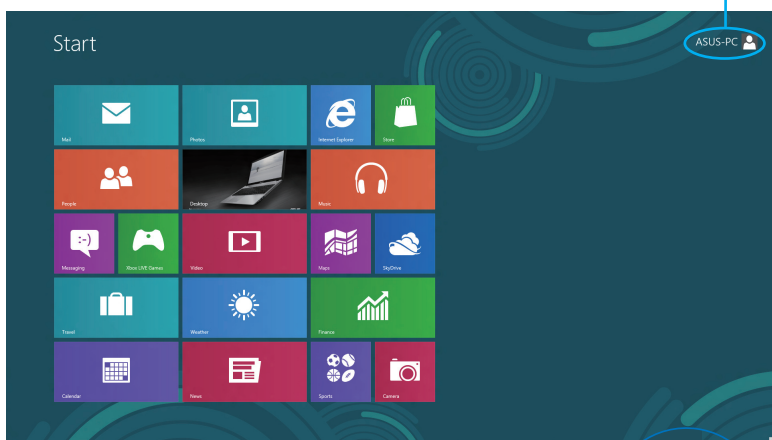 Start
ASUS-PC
Mail
Photos
Internet Explorer
Store
People
Desktop
Music
Messaging
Xbox LIVE Games
Video
Maps
SkyDrive
Travel
Weather
Finance
Calendar
News
Sports
Camera